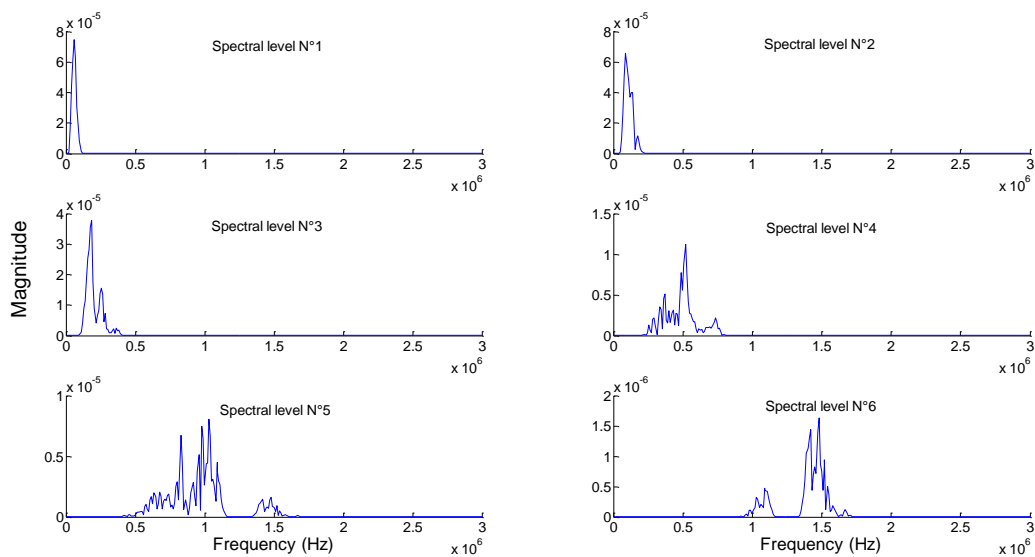 x 10-5
Spectral level N°1
8
6
4
2
0
0 0.5 1 1.5 2 2.5 3
x 10 6
x 10-5
Spectral level N°2
8
6
4
2
0
0 0.5 1 1.5 2 2.5 3
x 10 6
Magnitude
x 10-5
Spectral level N°3
4
3
2
1
0
0 0.5 1 1.5 2 2.5 3
x 10 6
x 10-5
Spectral level N°4
1.5
1
0.5
0
0 0.5 1 1.5 2 2.5 3
x 10 6
x 10-5
Spectral level N°5
1
0.5
0
0 0.5 1 1.5 2 2.5 3
Frequency (Hz)
x 10 6
x 10-6
Spectral level N°6
2
1.5
1
0.5
0
0 0.5 1 1.5 2 2.5 3
Frequency (Hz)
x 10 6